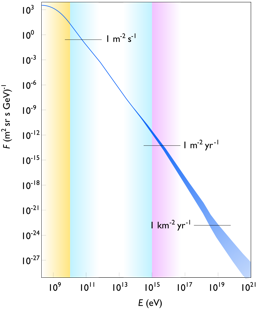 F (m² sr s GeV)⁻¹
10³
10⁰
10⁻³
10⁻⁶
10⁻⁹
10⁻¹²
10⁻¹⁵
10⁻¹⁸
10⁻²¹
10⁻²⁴
10⁻²⁷
1 m⁻² s⁻¹
1 m⁻² yr⁻¹
1 km⁻² yr⁻¹
10⁹ 10¹¹ 10¹³ 10¹⁵ 10¹⁷ 10¹⁹ 10²¹
E (eV)